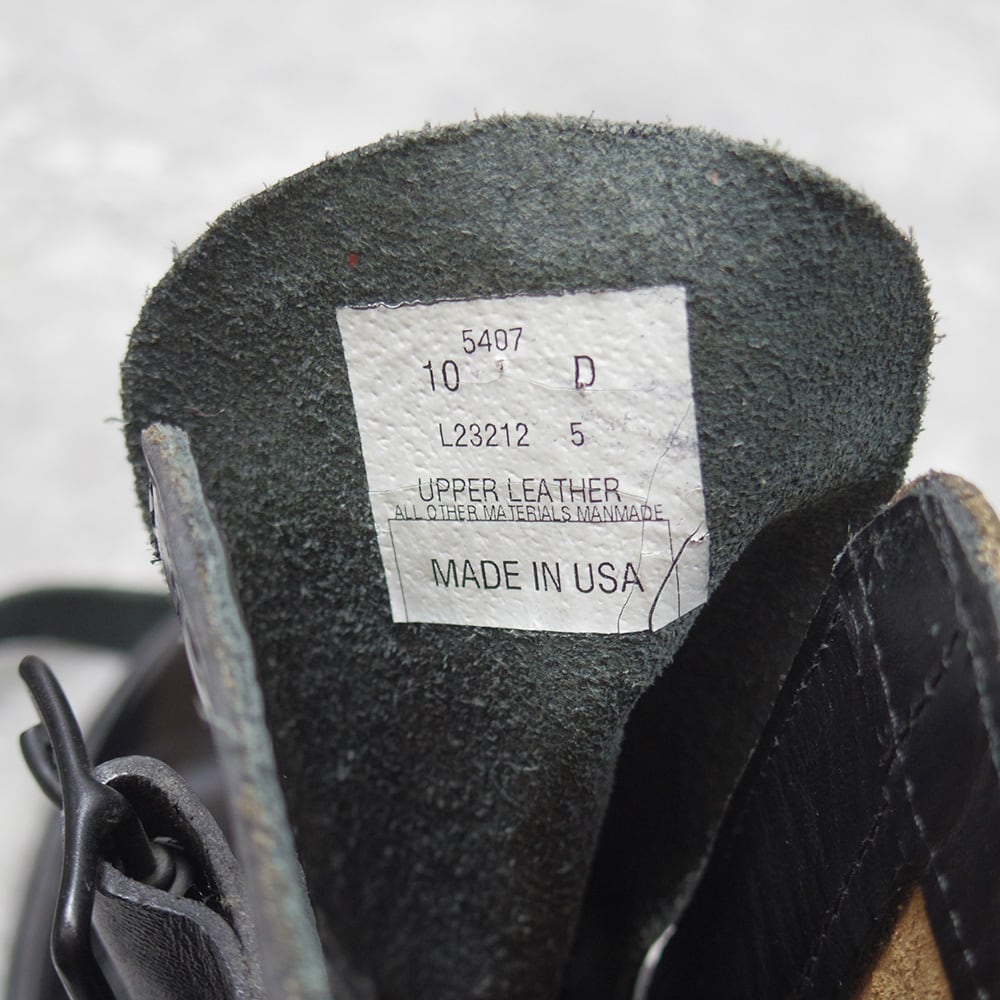 5407
10 D
L23212 5
UPPER LEATHER
ALL OTHER MATERIALS MANMADE
MADE IN USA